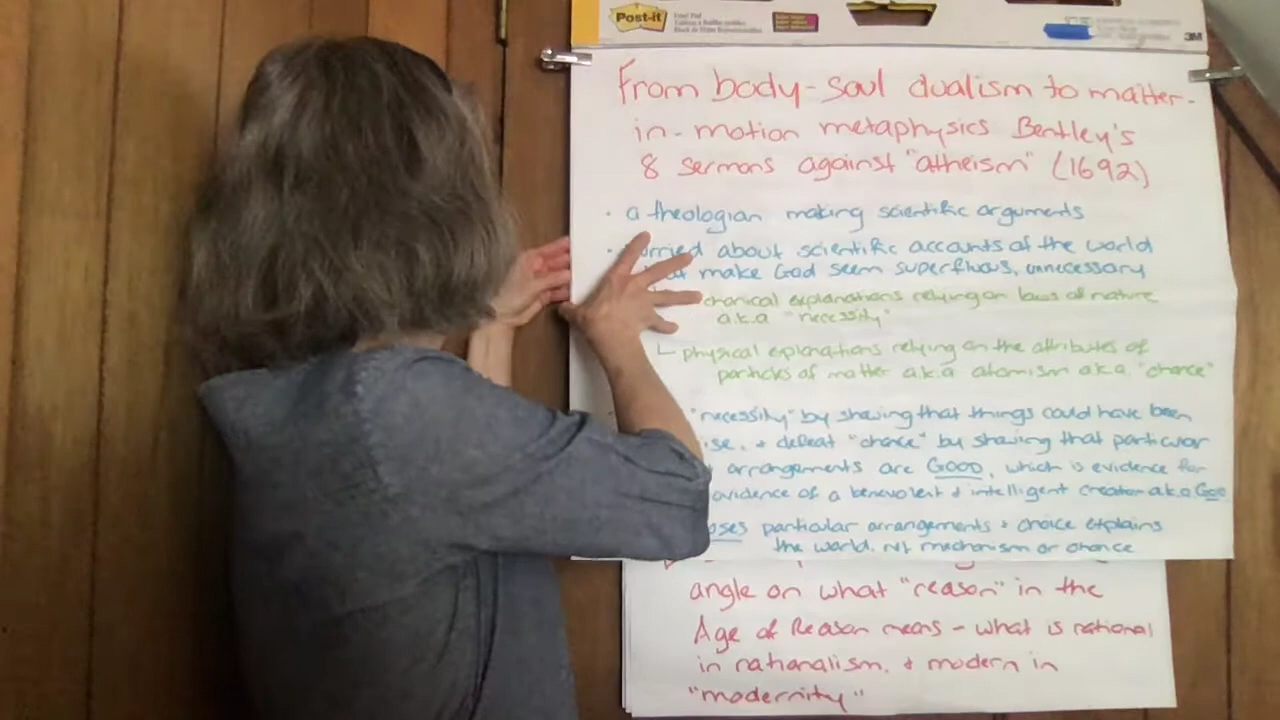 Post-it
3M
From body-soul dualism to matter-
in-motion metaphysics Bentley's
8 sermons against "atheism" (1692)
· a theologian making scientific arguments
· about scientific accounts of the world
make God seem superfluous, unnecessary
explanations relying on laws of nature
a.k.a "necessity"
physical explanations relying on the attributes of
particles of matter a.k.a atomism a.k.a "chance"
"necessity" by showing that things could have been
+ defeat "chance" by showing that particular
arrangements are GOOD, which is evidence for
of a benevolent + intelligent creator a.k.a God
particular arrangements + choice explains
the world. Not mechanism or chance
angle on what "reason" in the
Age of Reason means - what is rational
in rationalism. + modern in
"modernity"